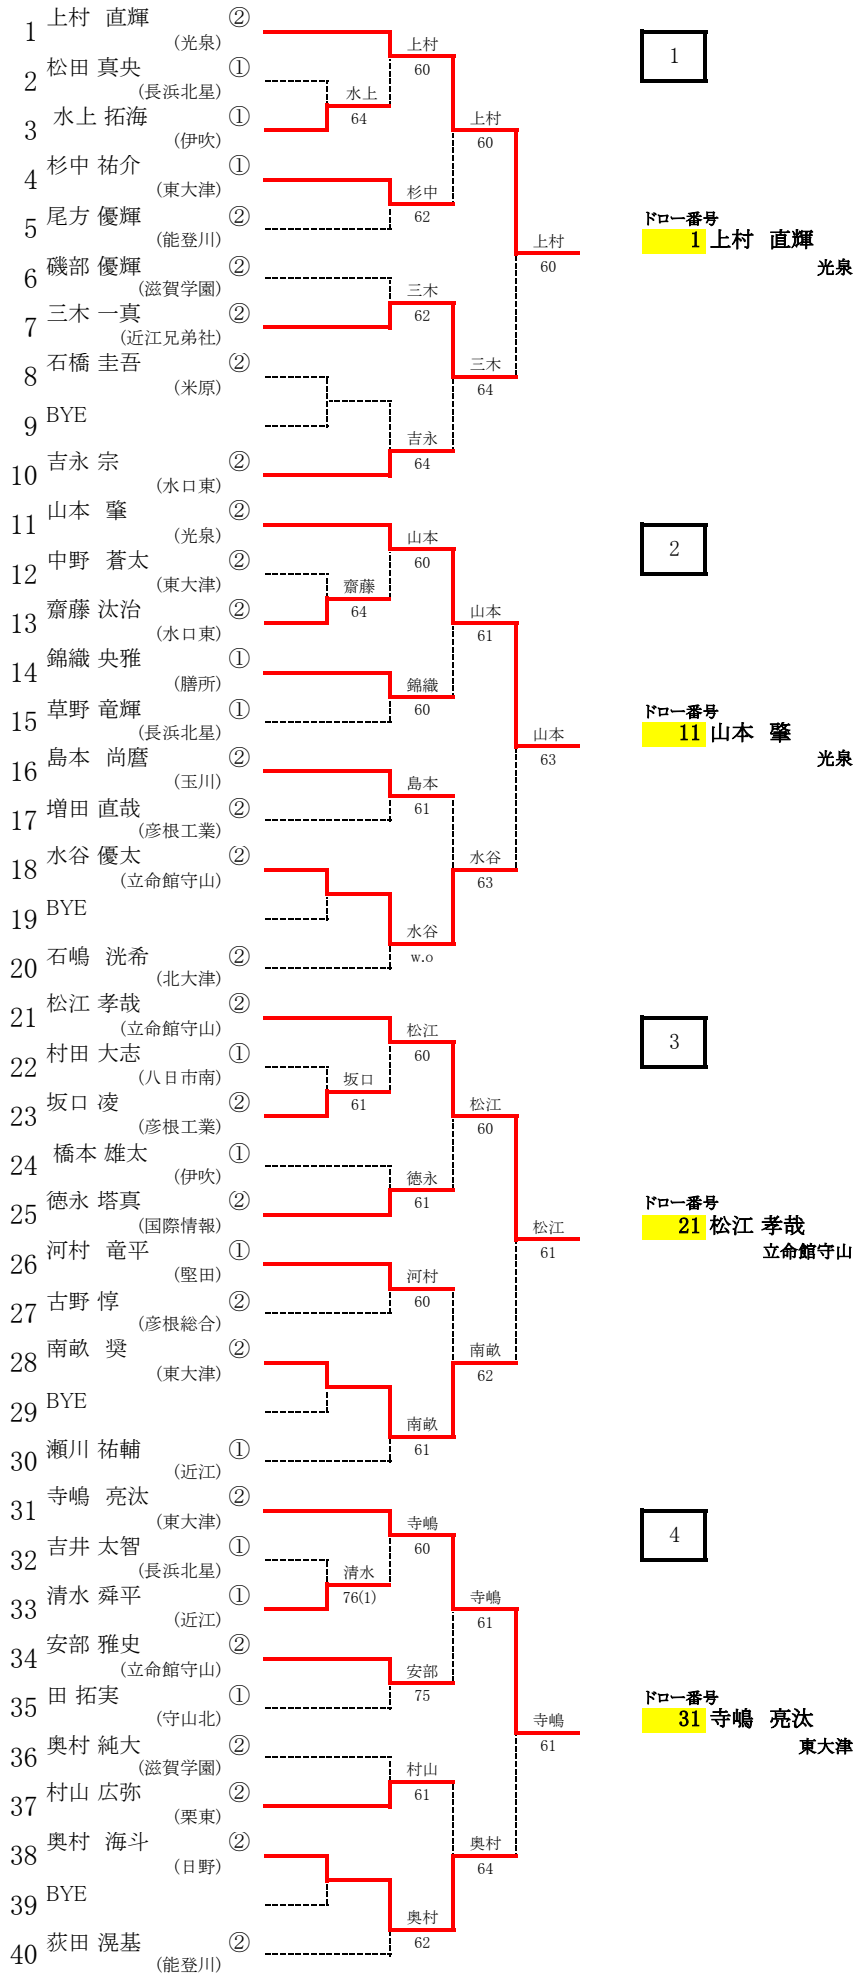 1 上村 直輝 ②
(光泉)
2 松田 真央 ①
(長浜北星)
3 水上 拓海 ①
(伊吹)
4 杉中 祐介 ①
(東大津)
5 尾方 優輝 ②
(能登川)
6 磯部 優輝 ②
(滋賀学園)
7 三木 一真 ②
(近江兄弟社)
8 石橋 圭吾 ②
(米原)
9 BYE
10 吉永 宗 ②
(水口東)
上村
60
水上
64
杉中
62
三木
62
吉永
64
上村
60
三木
64
上村
60
1
ドロー番号
1 上村 直輝
光泉
11 山本 肇 ②
(光泉)
12 中野 蒼太 ②
(東大津)
13 齋藤 汰治 ②
(水口東)
14 錦織 央雅 ①
(膳所)
15 草野 竜輝 ①
(長浜北星)
16 島本 尚麿 ②
(玉川)
17 増田 直哉 ②
(彦根工業)
18 水谷 優太 ②
(立命館守山)
19 BYE
20 石嶋 洸希 ②
(北大津)
山本
60
齋藤
64
錦織
60
島本
61
水谷
w.o
山本
61
水谷
63
山本
63
2
ドロー番号
11 山本 肇
光泉
21 松江 孝哉 ②
(立命館守山)
22 村田 大志 ①
(八日市南)
23 坂口 凌 ②
(彦根工業)
24 橋本 雄太 ①
(伊吹)
25 徳永 塔真 ②
(国際情報)
26 河村 竜平 ①
(堅田)
27 古野 惇 ②
(彦根総合)
28 南畝 奨 ②
(東大津)
29 BYE
30 瀬川 祐輔 ①
(近江)
松江
60
坂口
61
徳永
61
河村
60
南畝
61
松江
60
南畝
62
松江
61
3
ドロー番号
21 松江 孝哉
立命館守山
31 寺嶋 亮汰 ②
(東大津)
32 吉井 太智 ①
(長浜北星)
33 清水 舜平 ①
(近江)
34 安部 雅史 ②
(立命館守山)
35 田 拓実 ①
(守山北)
36 奥村 純大 ②
(滋賀学園)
37 村山 広弥 ②
(栗東)
38 奥村 海斗 ②
(日野)
39 BYE
40 荻田 滉基 ②
(能登川)
寺嶋
60
清水
76(1)
安部
75
村山
61
奥村
62
寺嶋
61
奥村
64
寺嶋
61
4
ドロー番号
31 寺嶋 亮汰
東大津